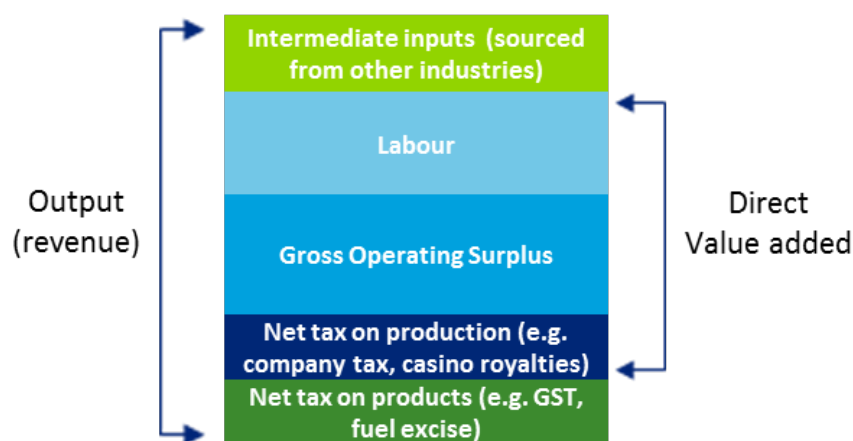 Intermediate inputs (sourced
from other industries)
Labour
Output
(revenue)
Direct
Value added
Gross Operating Surplus
Net tax on production (e.g.
company tax, casino royalties)
Net tax on products (e.g. GST,
fuel excise)